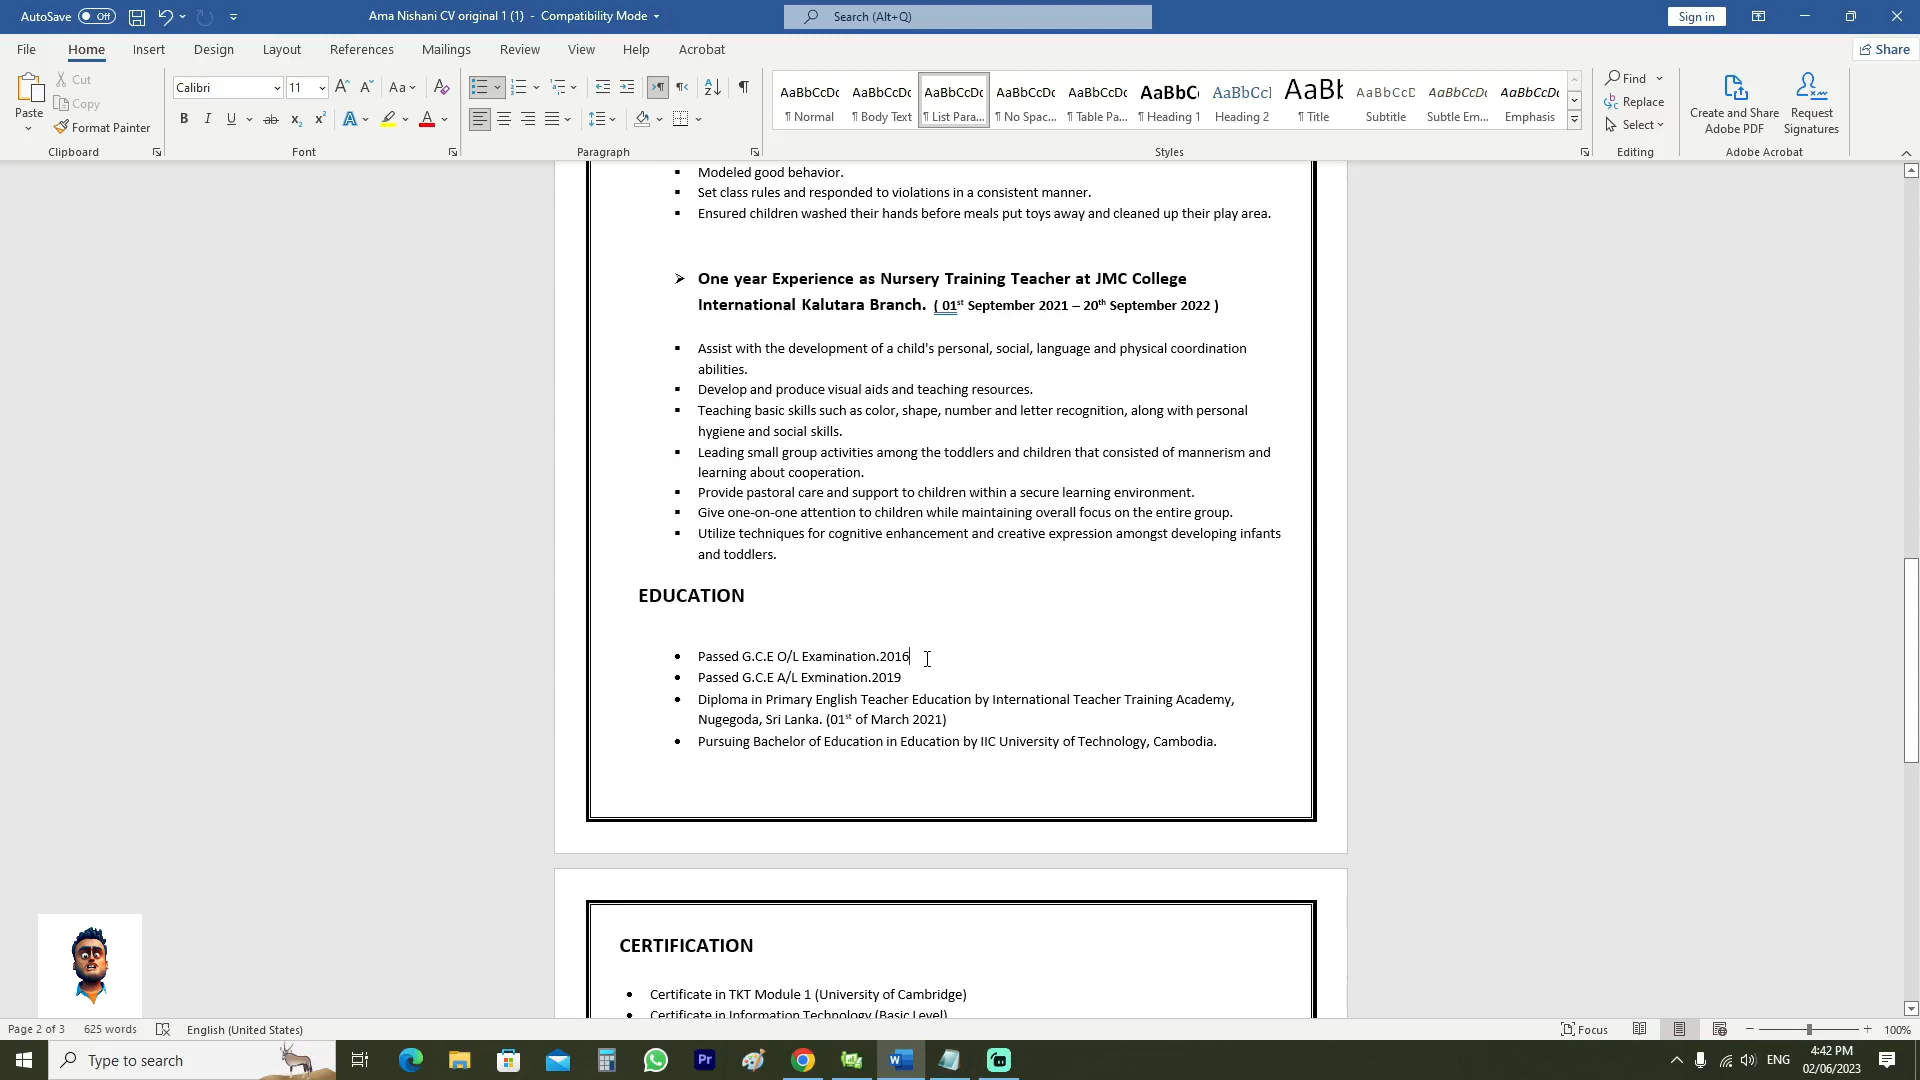 AutoSave Off Ama Nishani CV original 1 (1) - Compatibility Mode Search (Alt+Q) Sign in
File Home Insert Design Layout References Mailings Review View Help Acrobat Share
Paste Cut Copy Format Painter Clipboard
Calibri 11 Aa Font
Paragraph
AaBbCcDc AaBbCcDc AaBbCcDc AaBbCcDc AaBbCcDc AaBbC AaBbCcI AaBb AaBbCcD AaBbCcDt AaBbCcDt
¶ Normal ¶ Body Text ¶ List Para... ¶ No Spac... ¶ Table Pa... ¶ Heading 1 Heading 2 ¶ Title Subtitle Subtle Em... Emphasis
Styles
Find Replace Select Editing
Create and Share Adobe PDF Request Signatures Adobe Acrobat
Modeled good behavior.
Set class rules and responded to violations in a consistent manner.
Ensured children washed their hands before meals put toys away and cleaned up their play area.
One year Experience as Nursery Training Teacher at JMC College
International Kalutara Branch. ( 01st September 2021 – 20th September 2022 )
Assist with the development of a child's personal, social, language and physical coordination
abilities.
Develop and produce visual aids and teaching resources.
Teaching basic skills such as color, shape, number and letter recognition, along with personal
hygiene and social skills.
Leading small group activities among the toddlers and children that consisted of mannerism and
learning about cooperation.
Provide pastoral care and support to children within a secure learning environment.
Give one-on-one attention to children while maintaining overall focus on the entire group.
Utilize techniques for cognitive enhancement and creative expression amongst developing infants
and toddlers.
EDUCATION
Passed G.C.E O/L Examination.2016
Passed G.C.E A/L Exmination.2019
Diploma in Primary English Teacher Education by International Teacher Training Academy,
Nugegoda, Sri Lanka. (01st of March 2021)
Pursuing Bachelor of Education in Education by IIC University of Technology, Cambodia.
CERTIFICATION
Certificate in TKT Module 1 (University of Cambridge)
Certificate in Information Technology (Basic Level)
Page 2 of 3 625 words English (United States) Focus 100%
Type to search Pr ENG 4:42 PM
02/06/2023